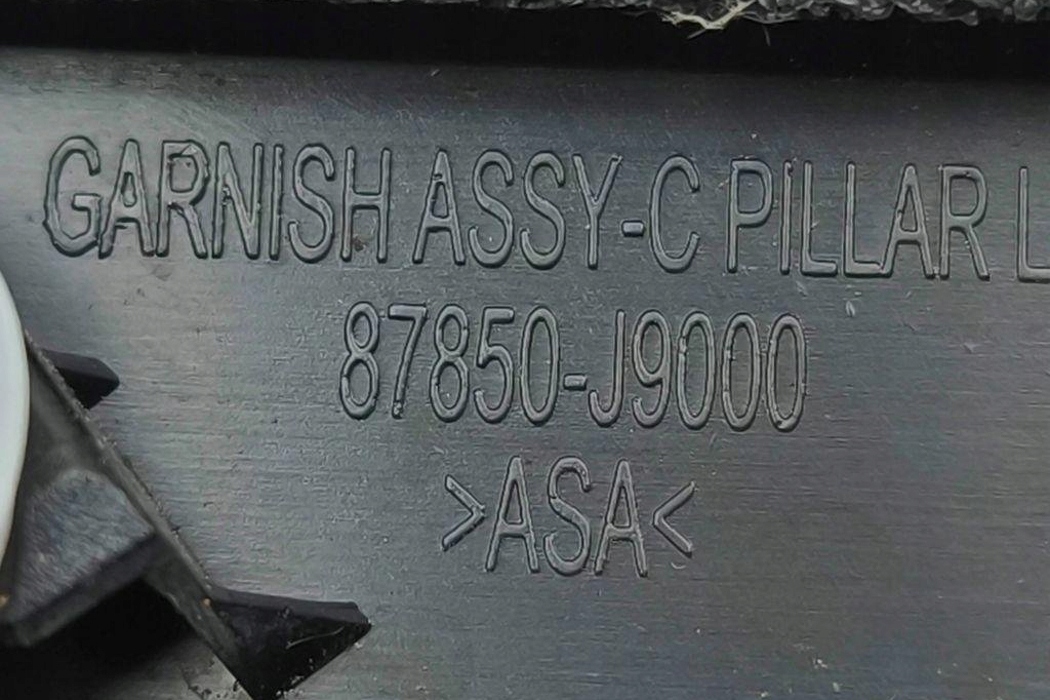 GARNISH ASSY-C PILLAR L
87850-J9000
>ASA<